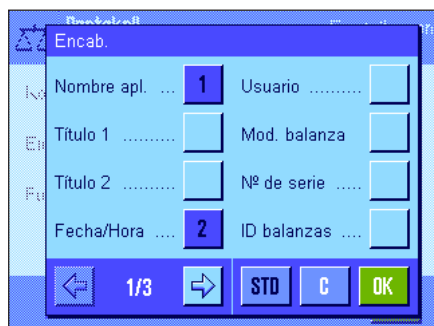 Encab.
Nombre apl. ... 1 Usuario ..........
Título 1 .......... Mod. balanza
Título 2 .......... Nº de serie .....
Fecha/Hora .... 2 ID balanzas ....
1/3 STD C OK